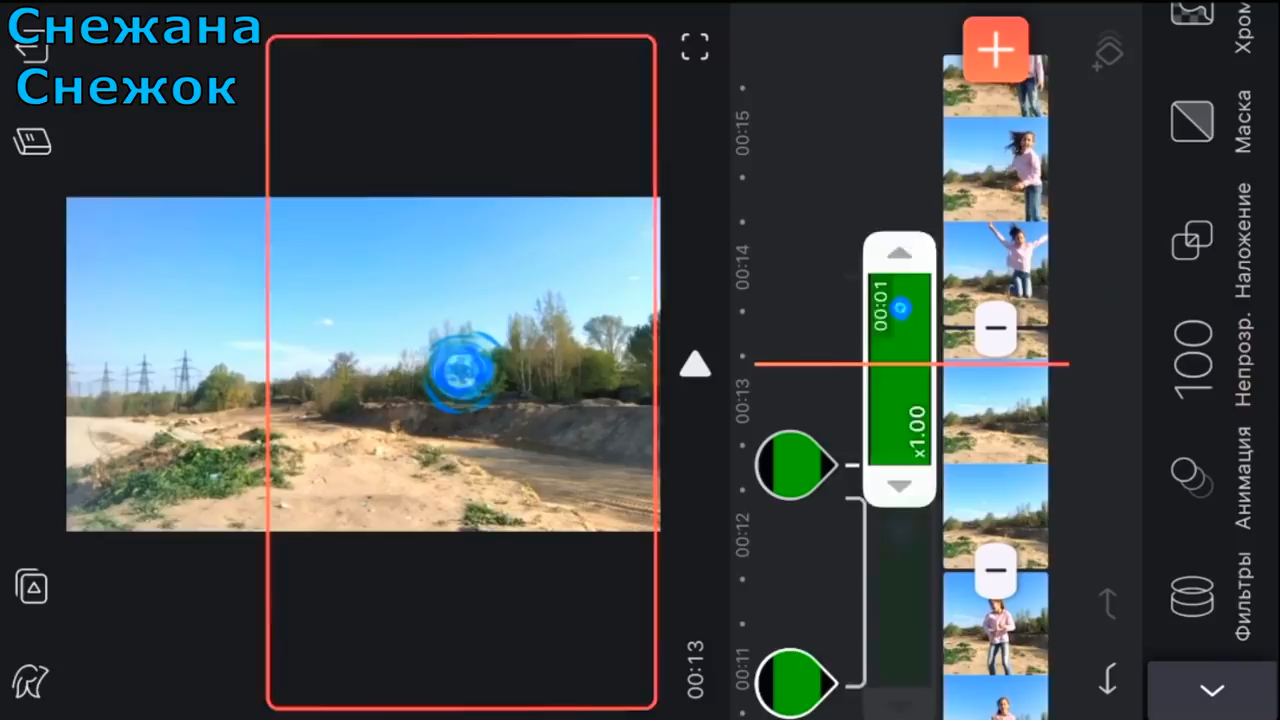 Снежана
Снежок
00:15
00:14
00:13
00:12
00:11
00:13
00:01
x1.00
Хром
Маска
Наложение
100
Непрозр.
Анимация
Фильтры